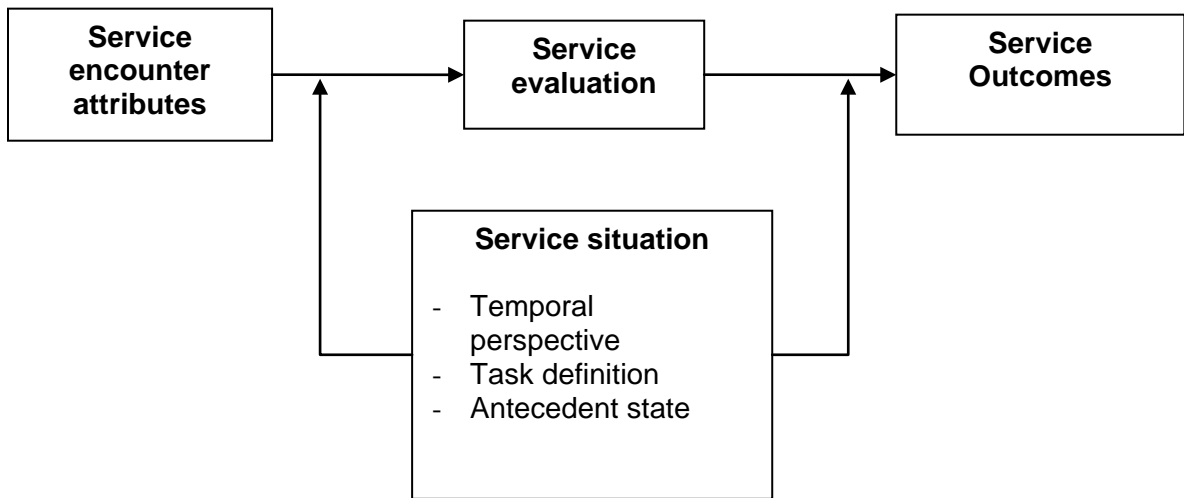 Service
encounter
attributes
Service
evaluation
Service
Outcomes
Service situation
- Temporal
perspective
- Task definition
- Antecedent state